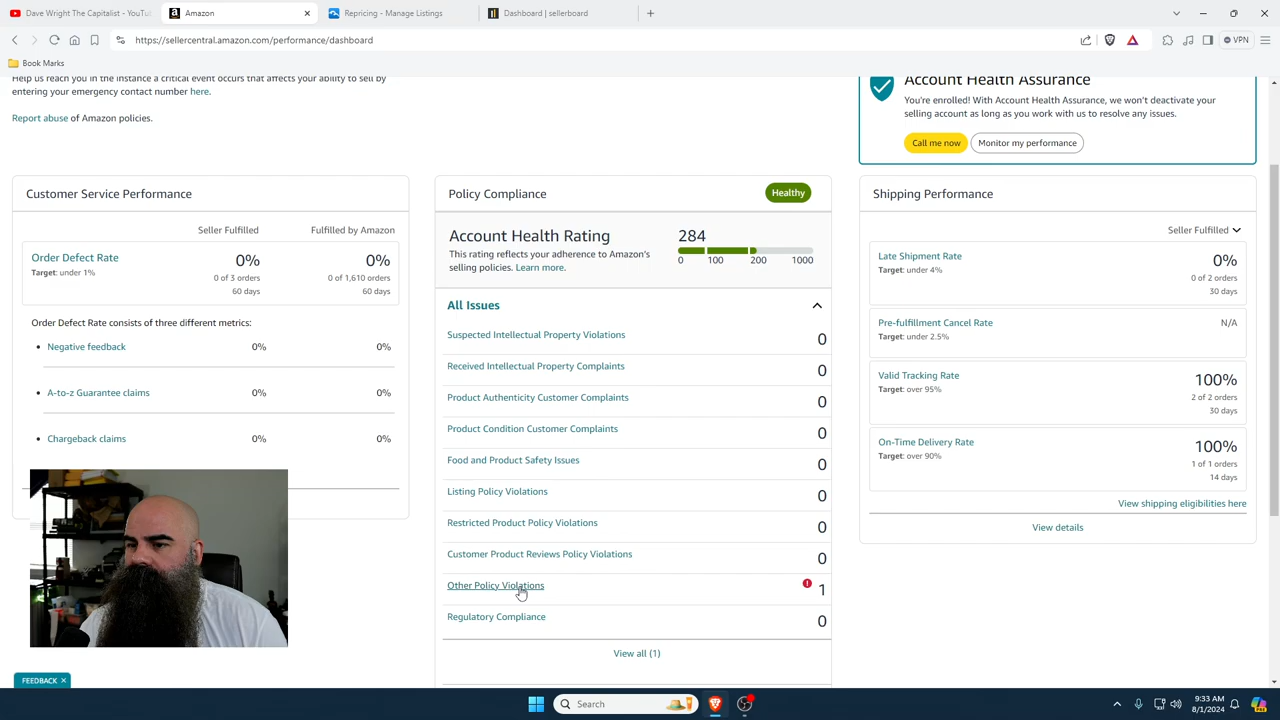 Dave Wright The Capitalist - YouTu
Amazon
Repricing - Manage Listings
Dashboard | sellerboard
https://sellercentral.amazon.com/performance/dashboard
VPN
Book Marks
Help us reach you in the instance a critical event occurs that affects your ability to sell by
entering your emergency contact number here.
Report abuse of Amazon policies.
Account Health Assurance
You're enrolled! With Account Health Assurance, we won't deactivate your
selling account as long as you work with us to resolve any issues.
Call me now
Monitor my performance
Customer Service Performance
Seller Fulfilled
Fulfilled by Amazon
Order Defect Rate
Target: under 1%
0%
0 of 3 orders
60 days
0%
0 of 1,610 orders
60 days
Order Defect Rate consists of three different metrics:
Negative feedback 0% 0%
A-to-z Guarantee claims 0% 0%
Chargeback claims 0% 0%
Policy Compliance
Healthy
Account Health Rating
This rating reflects your adherence to Amazon's
selling policies. Learn more.
284
0 100 200 1000
All Issues
Suspected Intellectual Property Violations 0
Received Intellectual Property Complaints 0
Product Authenticity Customer Complaints 0
Product Condition Customer Complaints 0
Food and Product Safety Issues 0
Listing Policy Violations 0
Restricted Product Policy Violations 0
Customer Product Reviews Policy Violations 0
Other Policy Violations 1
Regulatory Compliance 0
View all (1)
Shipping Performance
Seller Fulfilled
Late Shipment Rate
Target: under 4%
0%
0 of 2 orders
30 days
Pre-fulfillment Cancel Rate
Target: under 2.5%
N/A
Valid Tracking Rate
Target: over 95%
100%
2 of 2 orders
30 days
On-Time Delivery Rate
Target: over 90%
100%
1 of 1 orders
14 days
View shipping eligibilities here
View details
FEEDBACK
Search
9:33 AM
8/1/2024